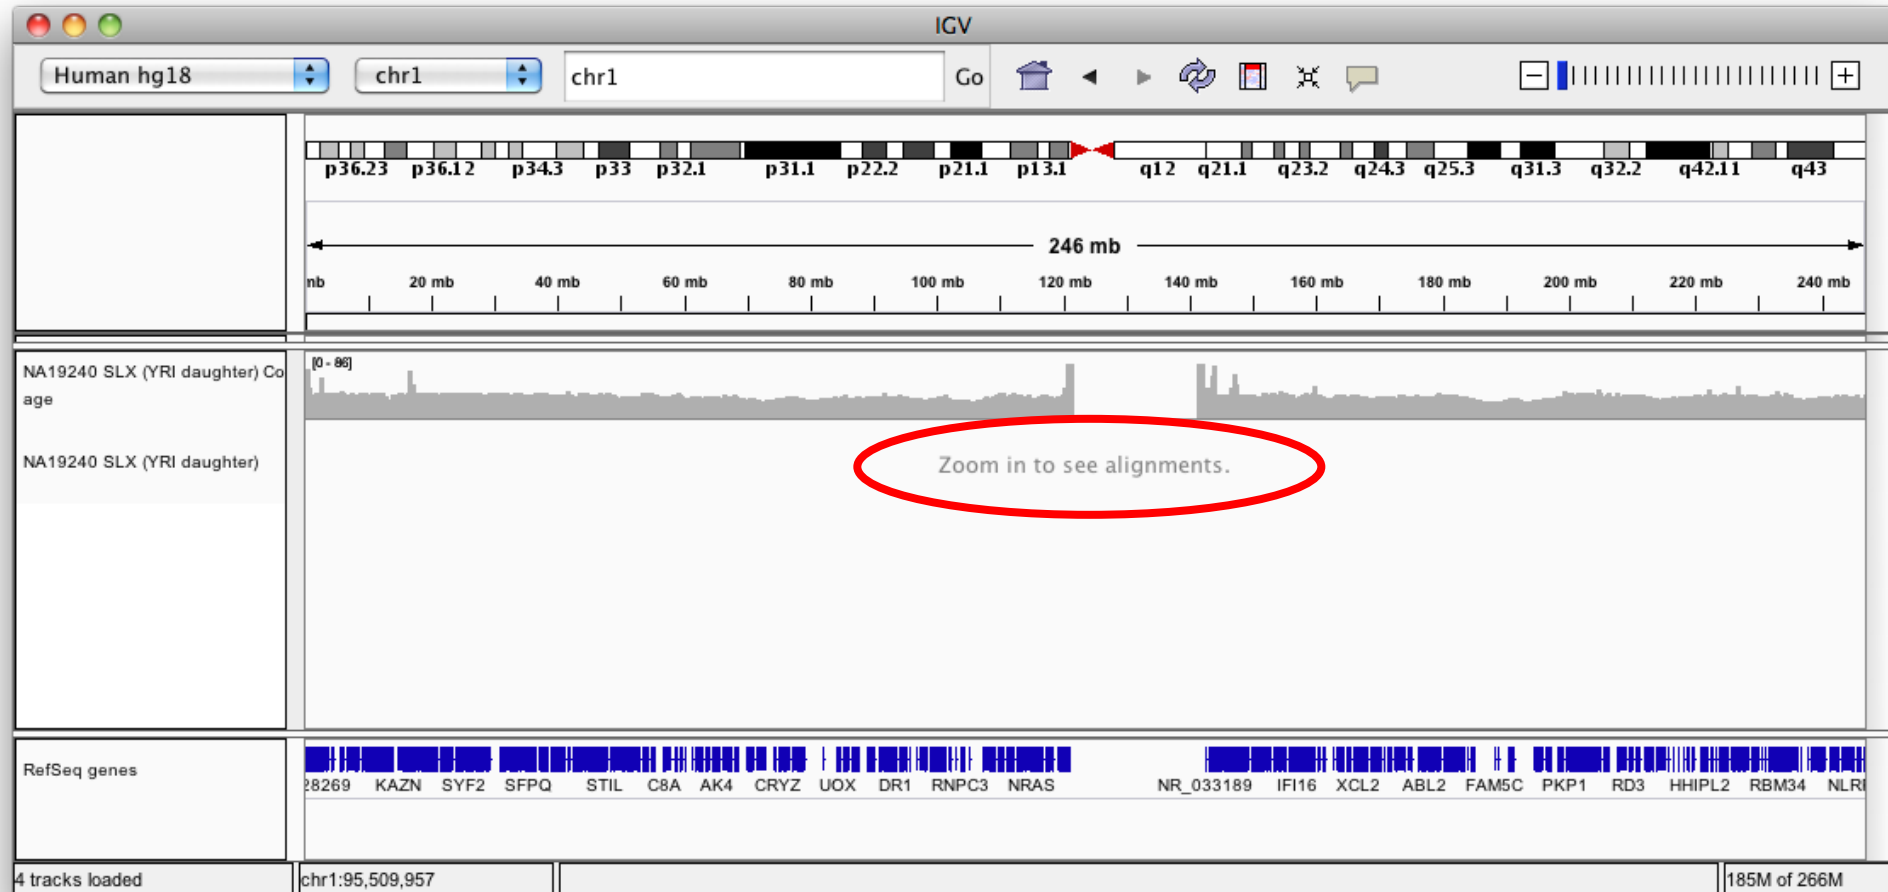 IGV
Human hg18 chr1 chr1 Go
p36.23 p36.12 p34.3 p33 p32.1 p31.1 p22.2 p21.1 p13.1 q12 q21.1 q23.2 q24.3 q25.3 q31.3 q32.2 q42.11 q43
246 mb
mb 20 mb 40 mb 60 mb 80 mb 100 mb 120 mb 140 mb 160 mb 180 mb 200 mb 220 mb 240 mb
NA19240 SLX (YRI daughter) Co
age
[0 - 86]
NA19240 SLX (YRI daughter)
Zoom in to see alignments.
RefSeq genes
28269 KAZN SYF2 SFPQ STIL C8A AK4 CRYZ UOX DR1 RNPC3 NRAS NR_033189 IFI16 XCL2 ABL2 FAM5C PKP1 RD3 HHIPL2 RBM34 NLR
4 tracks loaded chr1:95,509,957 185M of 266M